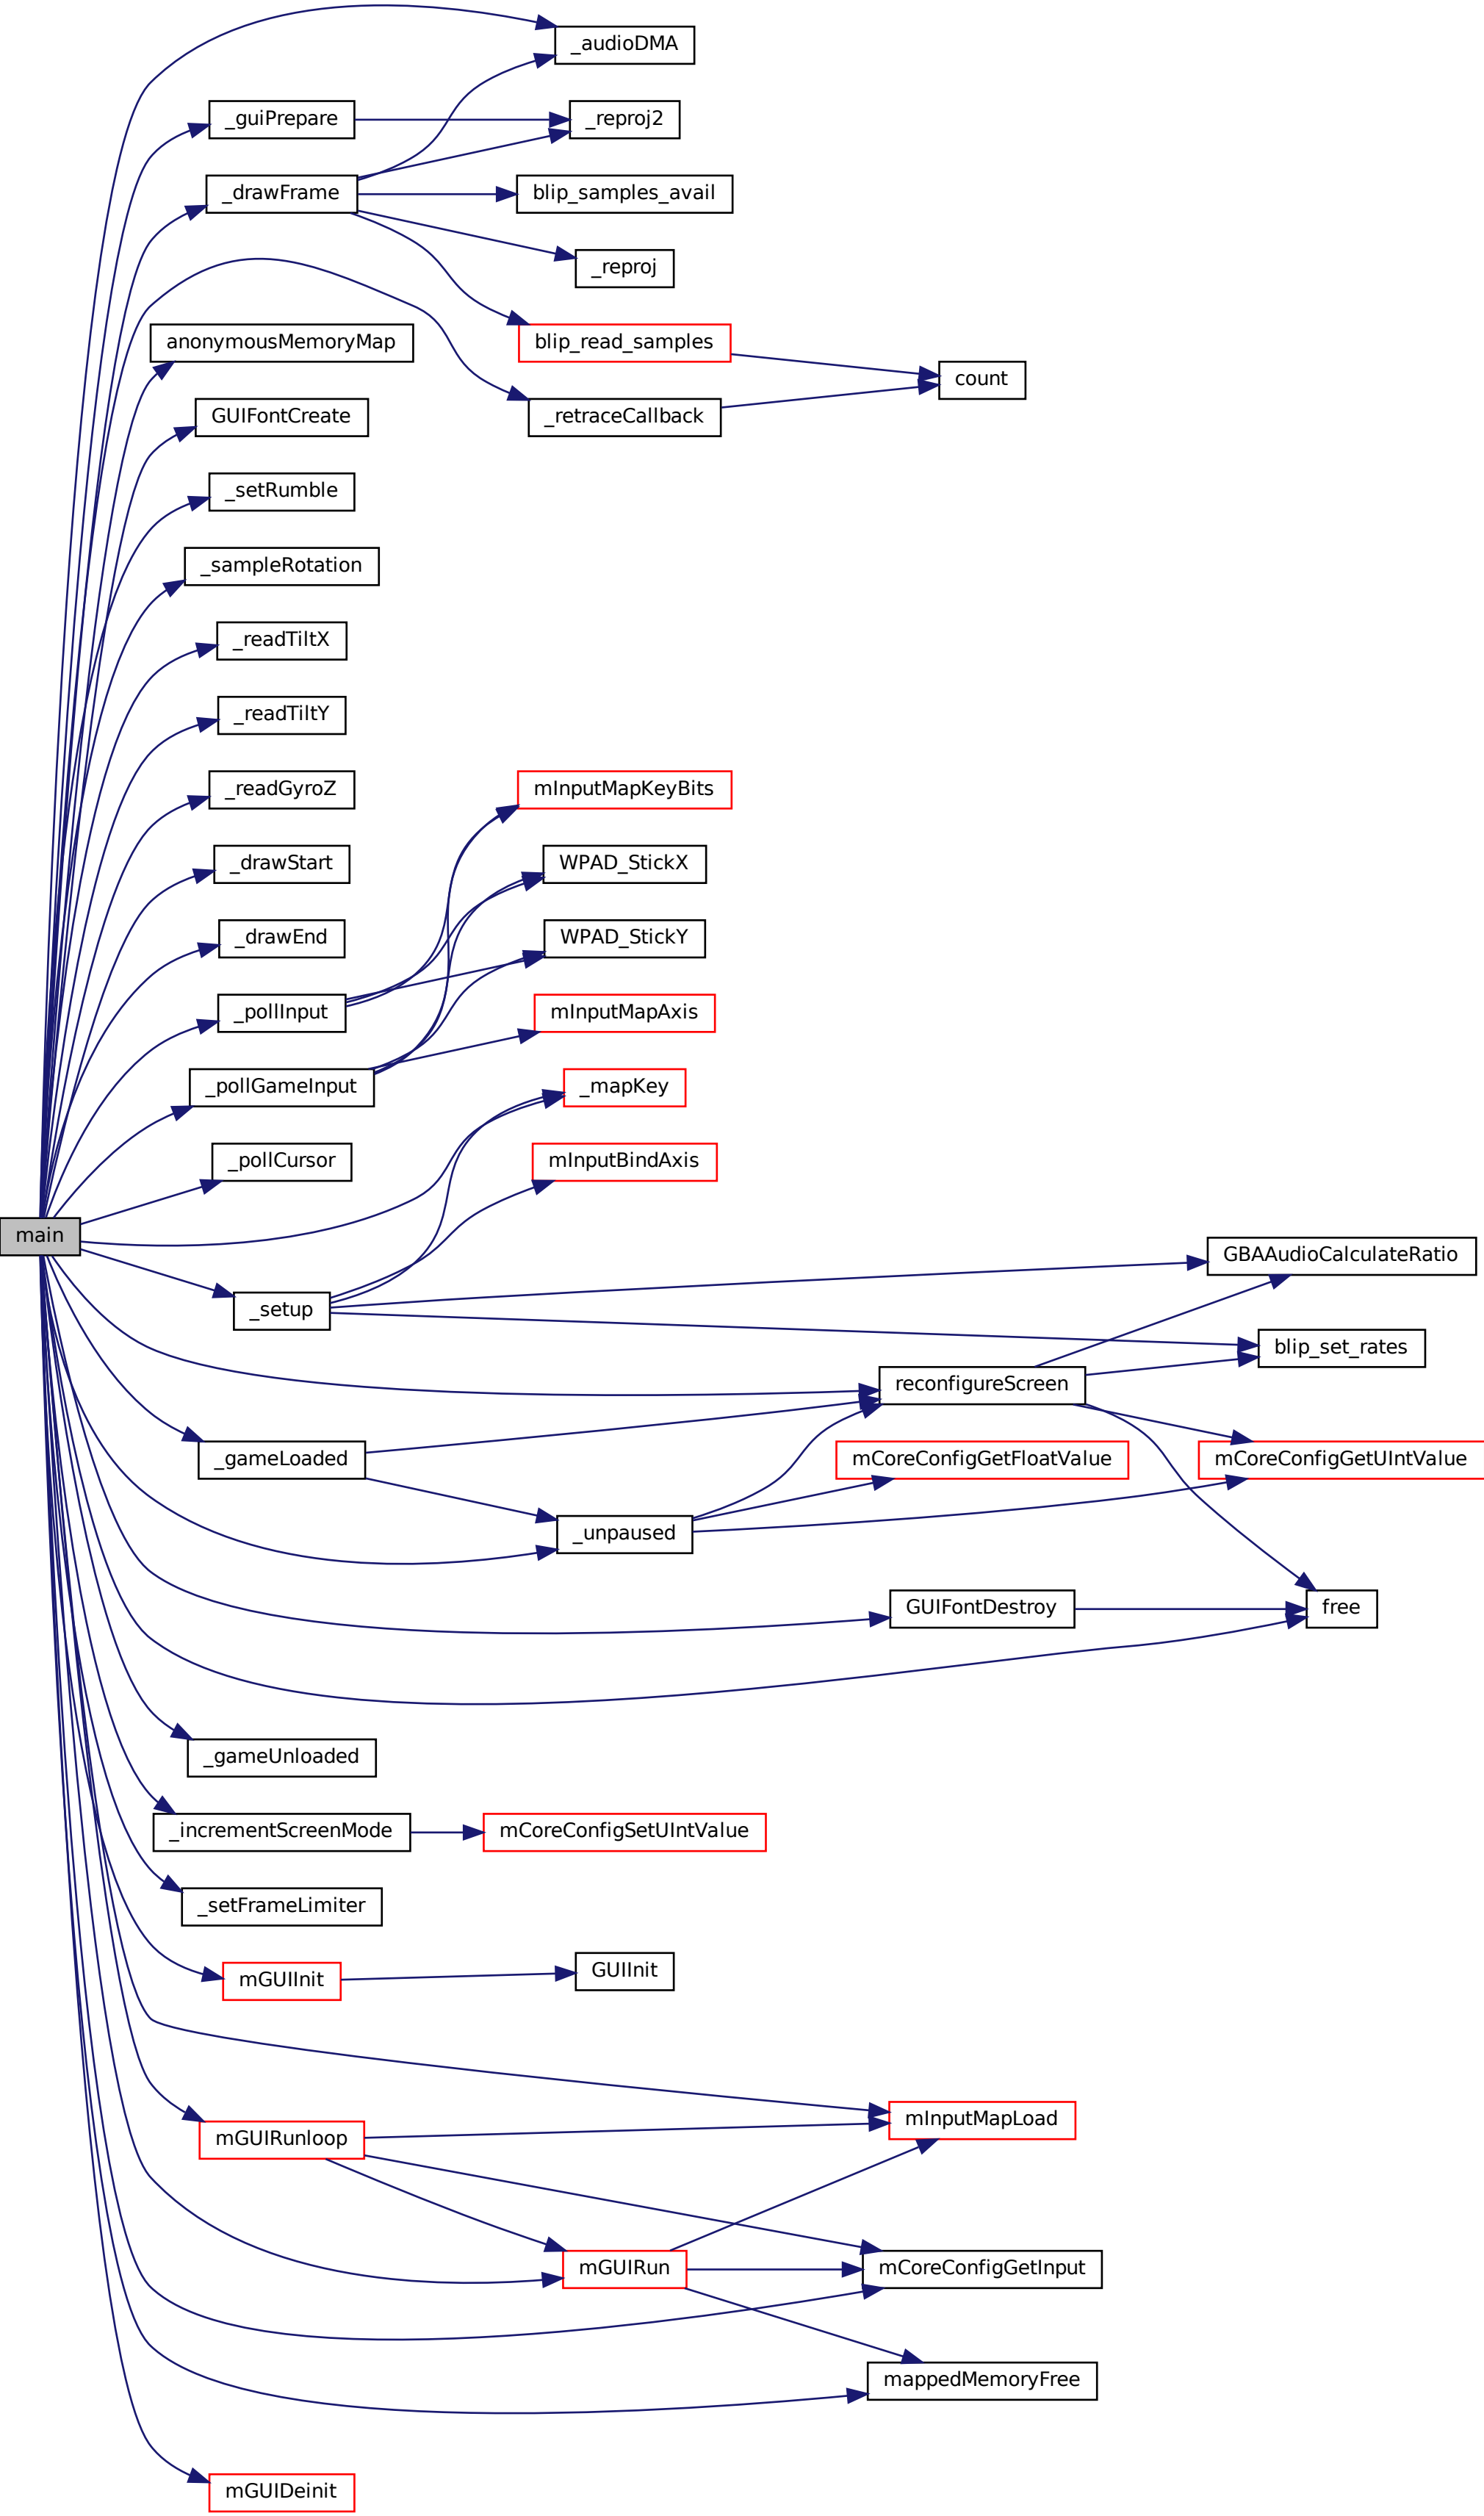 _audioDMA
_guiPrepare
_reproj2
_drawFrame
blip_samples_avail
_reproj
anonymousMemoryMap
blip_read_samples
count
GUIFontCreate
_retraceCallback
_setRumble
_sampleRotation
_readTiltX
_readTiltY
_readGyroZ
mInputMapKeyBits
_drawStart
WPAD_StickX
_drawEnd
WPAD_StickY
_pollInput
mInputMapAxis
_pollGameInput
_mapKey
_pollCursor
mInputBindAxis
main
GBAAudioCalculateRatio
_setup
blip_set_rates
reconfigureScreen
_gameLoaded
mCoreConfigGetFloatValue
mCoreConfigGetUIntValue
_unpaused
GUIFontDestroy
free
_gameUnloaded
_incrementScreenMode
mCoreConfigSetUIntValue
_setFrameLimiter
mGUIInit
GUIInit
mInputMapLoad
mGUIRunloop
mGUIRun
mCoreConfigGetInput
mappedMemoryFree
mGUIDeinit